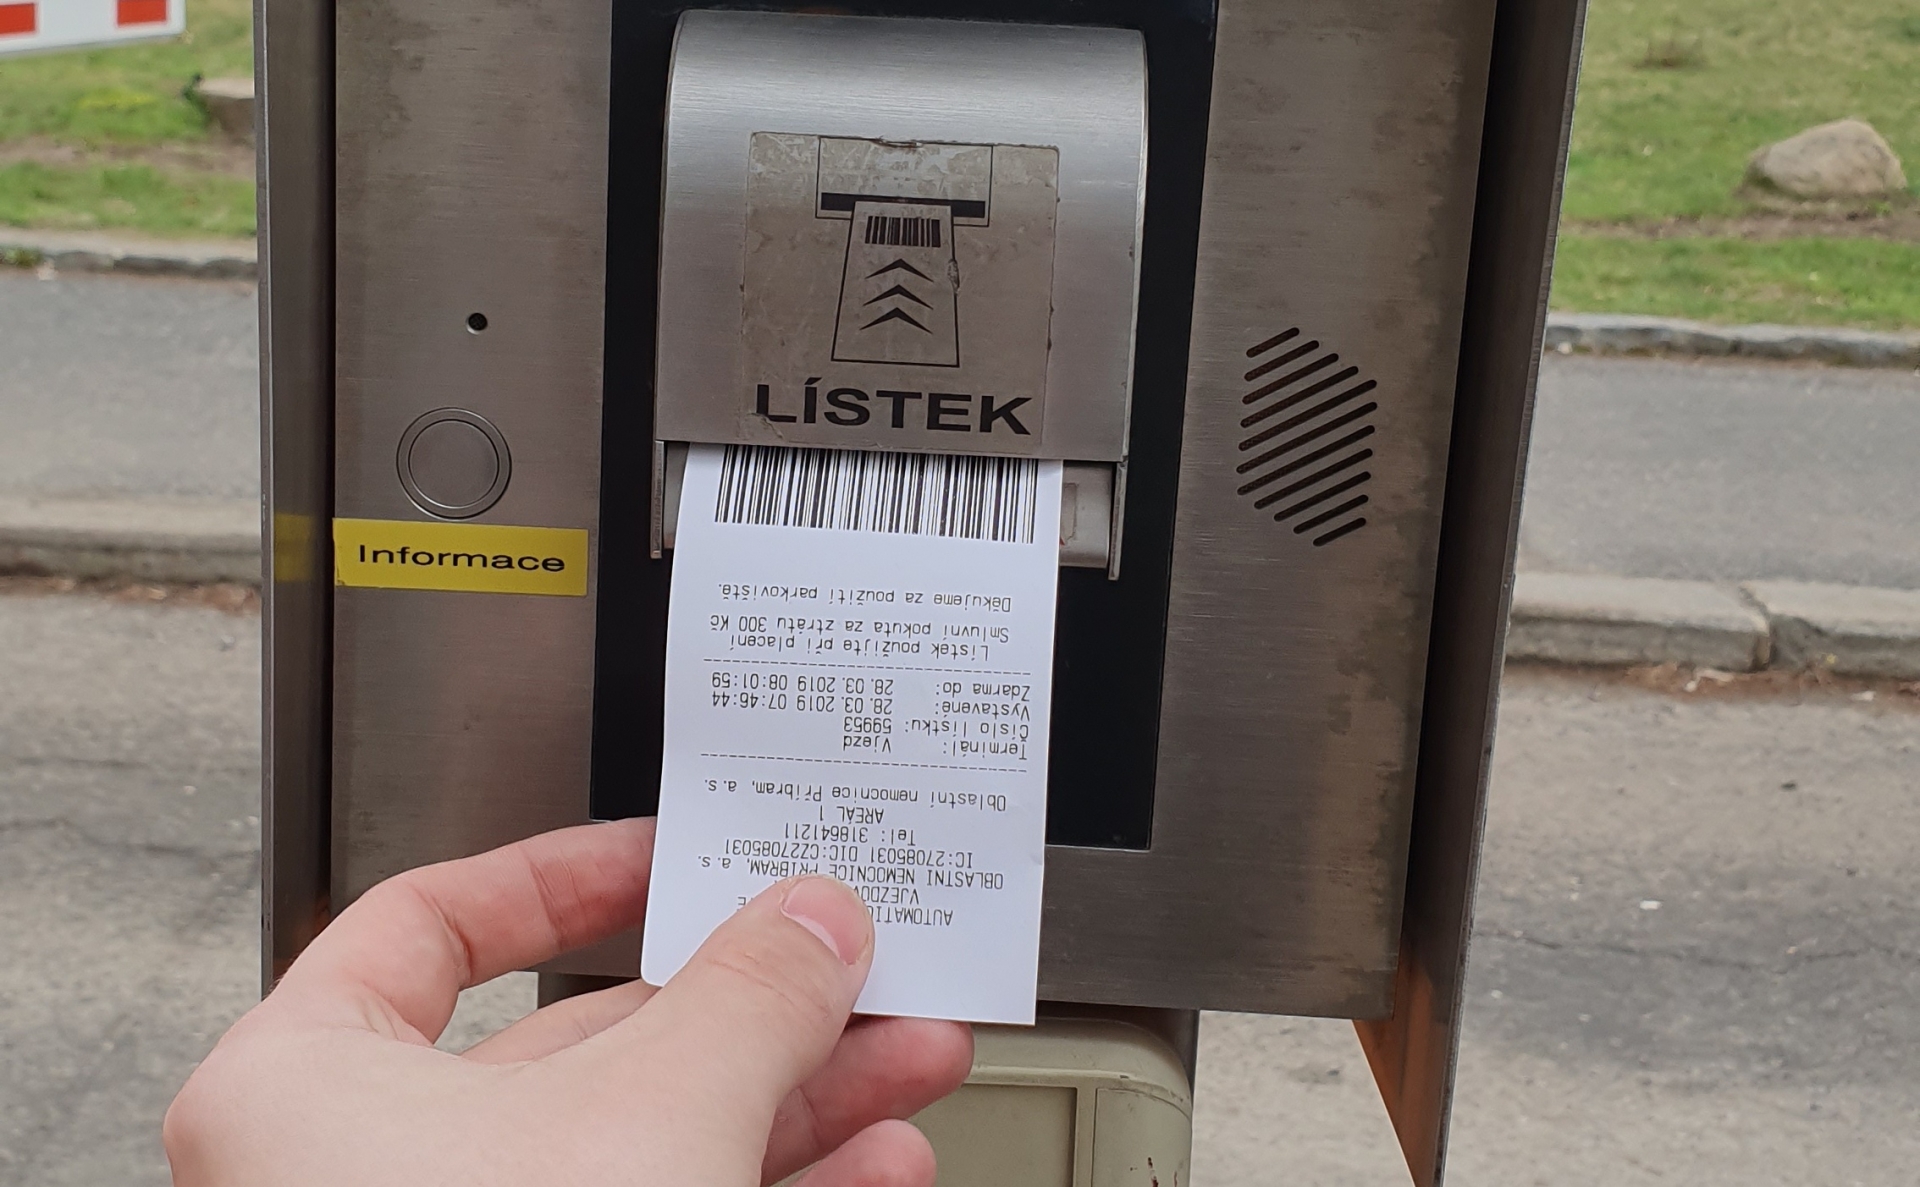 LÍSTEK
Informace
AUTOMATIC
VJEZDOV
OBLASTNI NEMOCNICE PRIBRAM, a.s.
IC:27085031 DIC:CZ27085031
Tel: 318641211
AREAL 1
Oblastní nemocnice Příbram, a.s.
Terminál: Vjezd
Číslo lístku: 59953
Vystavené: 28.03.2019 07:46:44
Zdarma do: 28.03.2019 08:01:59
Lístek použijte při placení
Smluvní pokuta za ztrátu 300 Kč
Děkujeme za použití parkoviště.